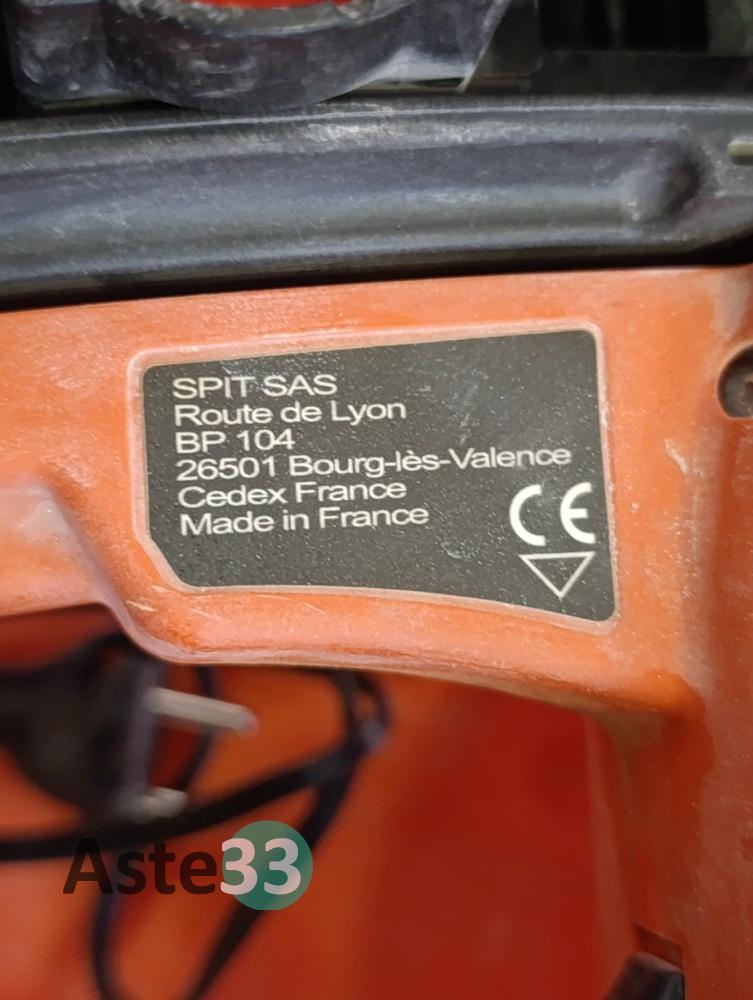 SPIT SAS
Route de Lyon
BP 104
26501 Bourg-lès-Valence
Cedex France
Made in France
CE
Aste33